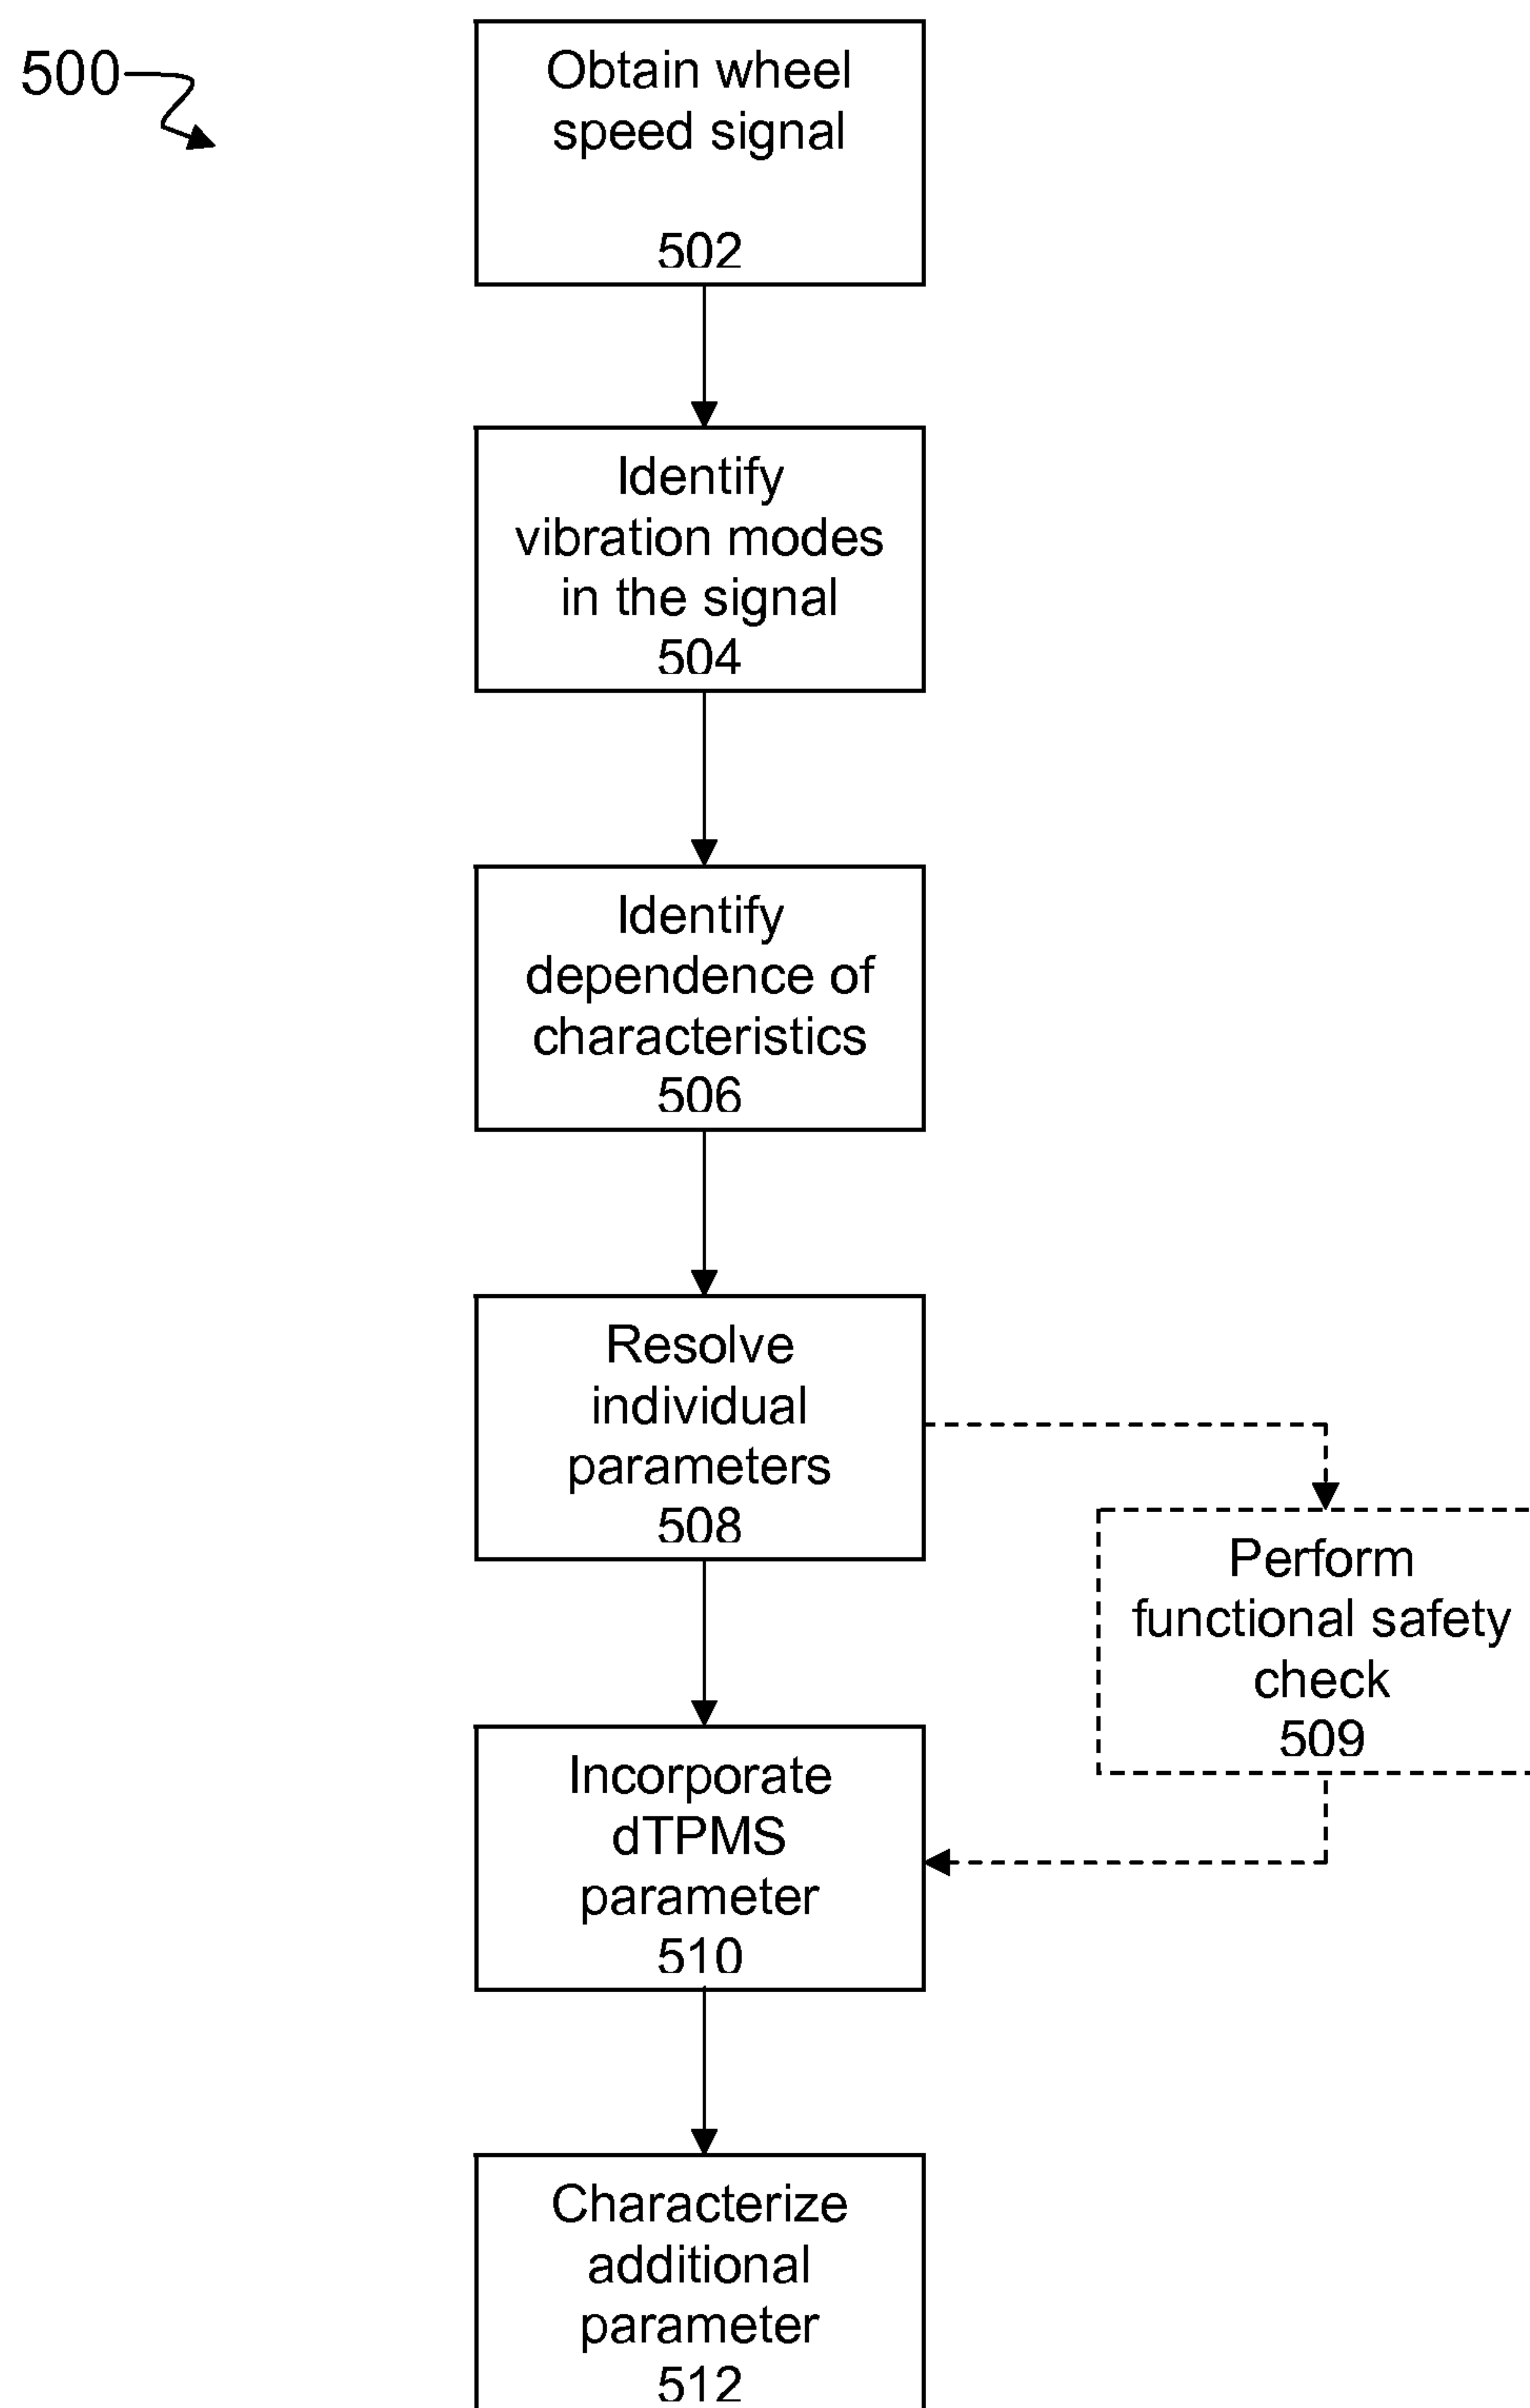 500
Obtain wheel
speed signal
502
Identify
vibration modes
in the signal
504
Identify
dependence of
characteristics
506
Resolve
individual
parameters
508
Perform
functional safety
check
509
Incorporate
dTPMS
parameter
510
Characterize
additional
parameter
512